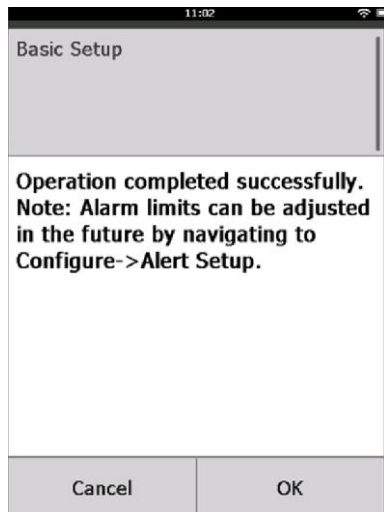 11:02
Basic Setup
Operation completed successfully.
Note: Alarm limits can be adjusted
in the future by navigating to
Configure->Alert Setup.
Cancel
OK